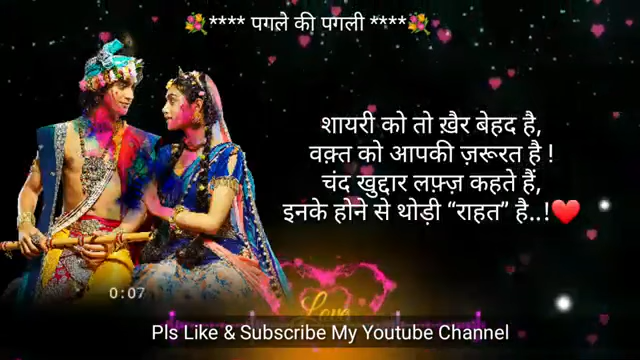 💐**** पगले की पगली ****💐
शायरी को तो ख़ैर बेहद है,
वक़्त को आपकी ज़रूरत है !
चंद खुद्दार लफ़्ज़ कहते हैं,
इनके होने से थोड़ी “राहत” है..!❤️
0:07
Love
Pls Like & Subscribe My Youtube Channel